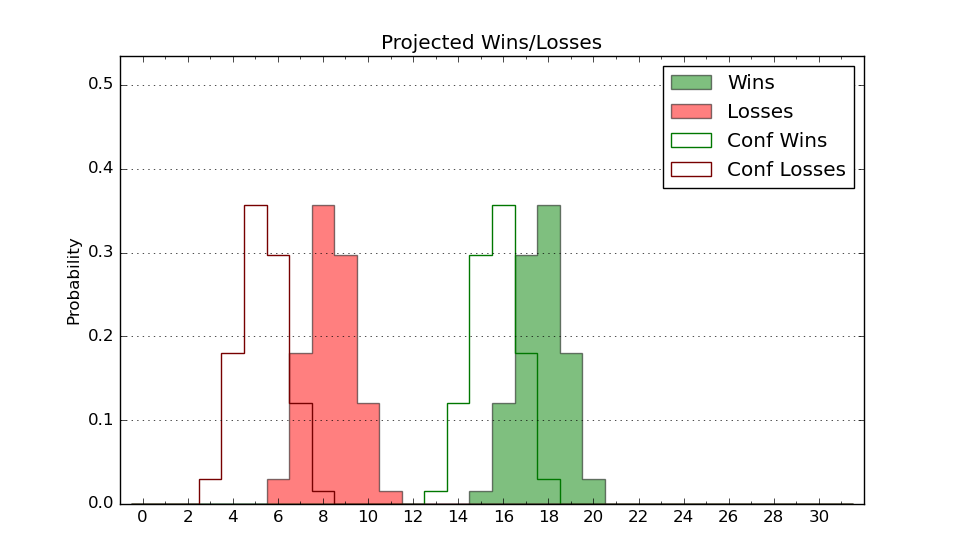 Projected Wins/Losses
Wins
Losses
Conf Wins
Conf Losses
Probability
0.5
0.4
0.3
0.2
0.1
0.0
0 2 4 6 8 10 12 14 16 18 20 22 24 26 28 30